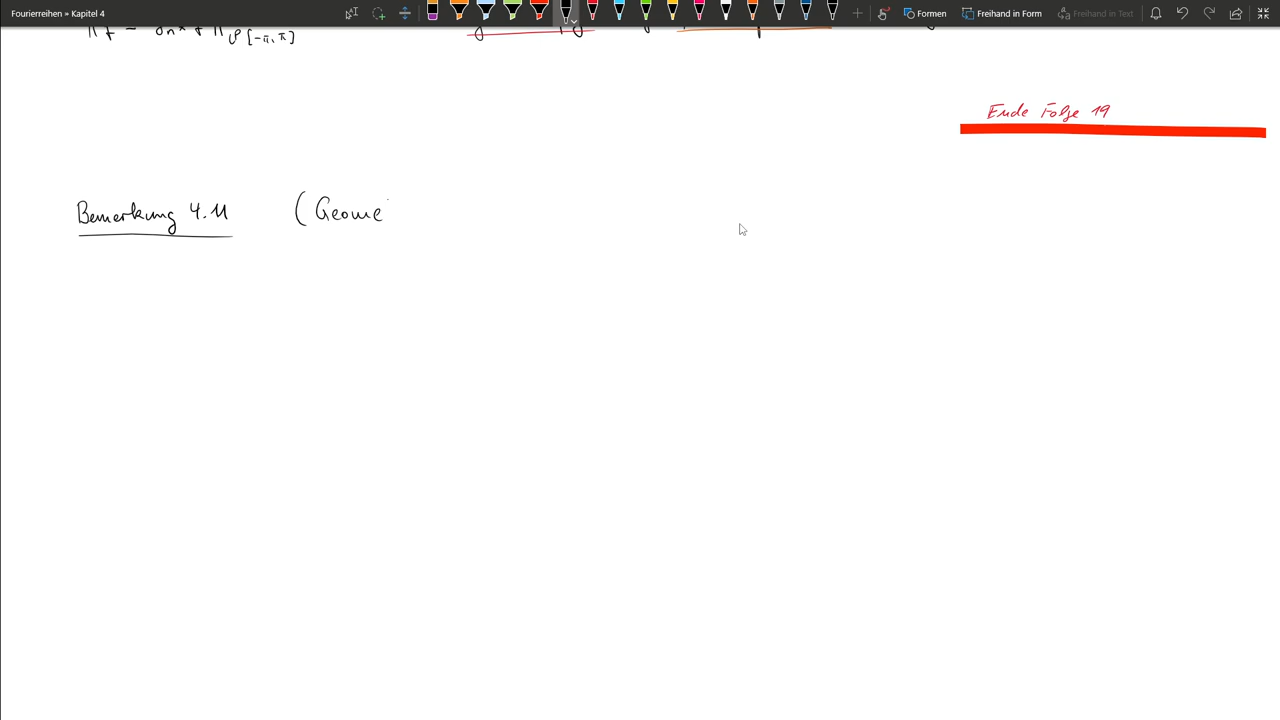 Fourierreihen » Kapitel 4
Formen
Freihand in Form
Freihand in Text
[-π, π]
Ende Folge 19
Bemerkung 4.11 (Geome